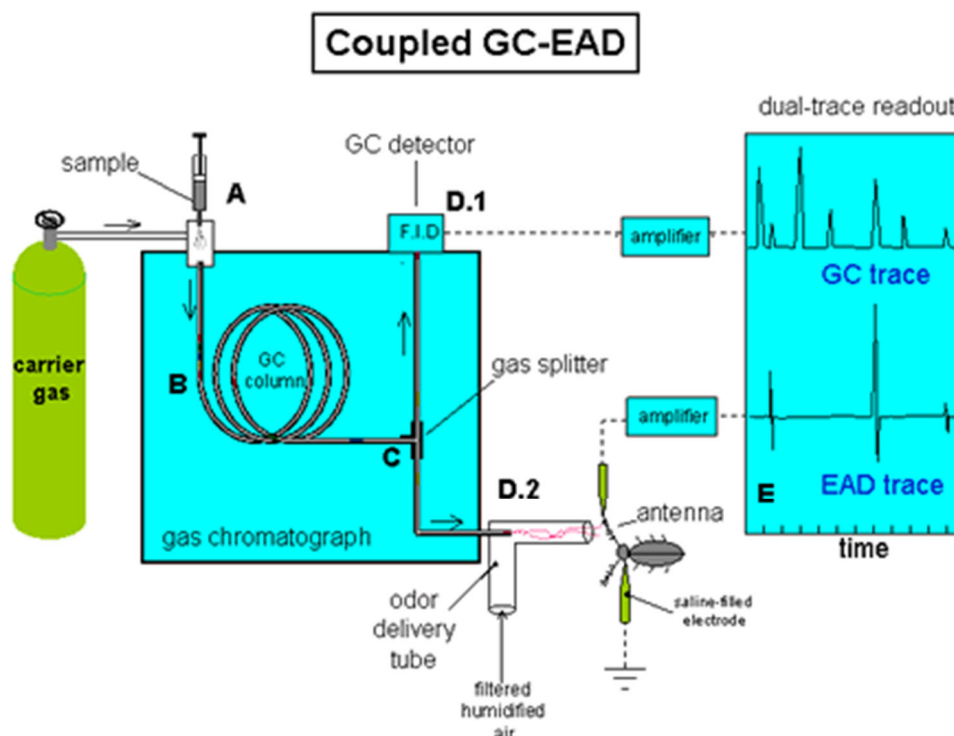 Coupled GC-EAD
dual-trace readout
GC detector
sample
A
D.1
F.I.D
amplifier
GC trace
carrier
gas
B
GC
column
gas splitter
C
amplifier
D.2
E
EAD trace
antenna
gas chromatograph
time
odor
delivery
tube
saline-filled
electrode
filtered
humidified
air